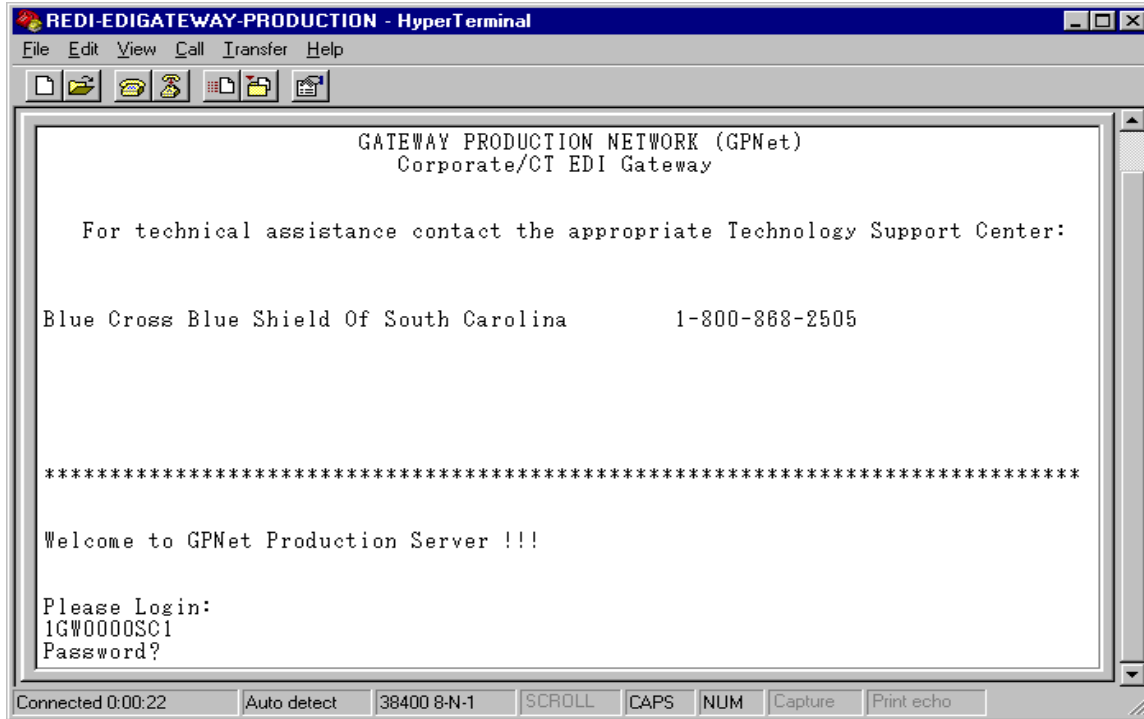 REDI-EDIGATEWAY-PRODUCTION - HyperTerminal
File Edit View Call Transfer Help
GATEWAY PRODUCTION NETWORK (GPNet)
Corporate/CT EDI Gateway
For technical assistance contact the appropriate Technology Support Center:
Blue Cross Blue Shield Of South Carolina 1-800-868-2505
*******************************************************************************
Welcome to GPNet Production Server !!!
Please Login:
1GW0000SC1
Password?
Connected 0:00:22 Auto detect 38400 8-N-1 SCROLL CAPS NUM Capture Print echo